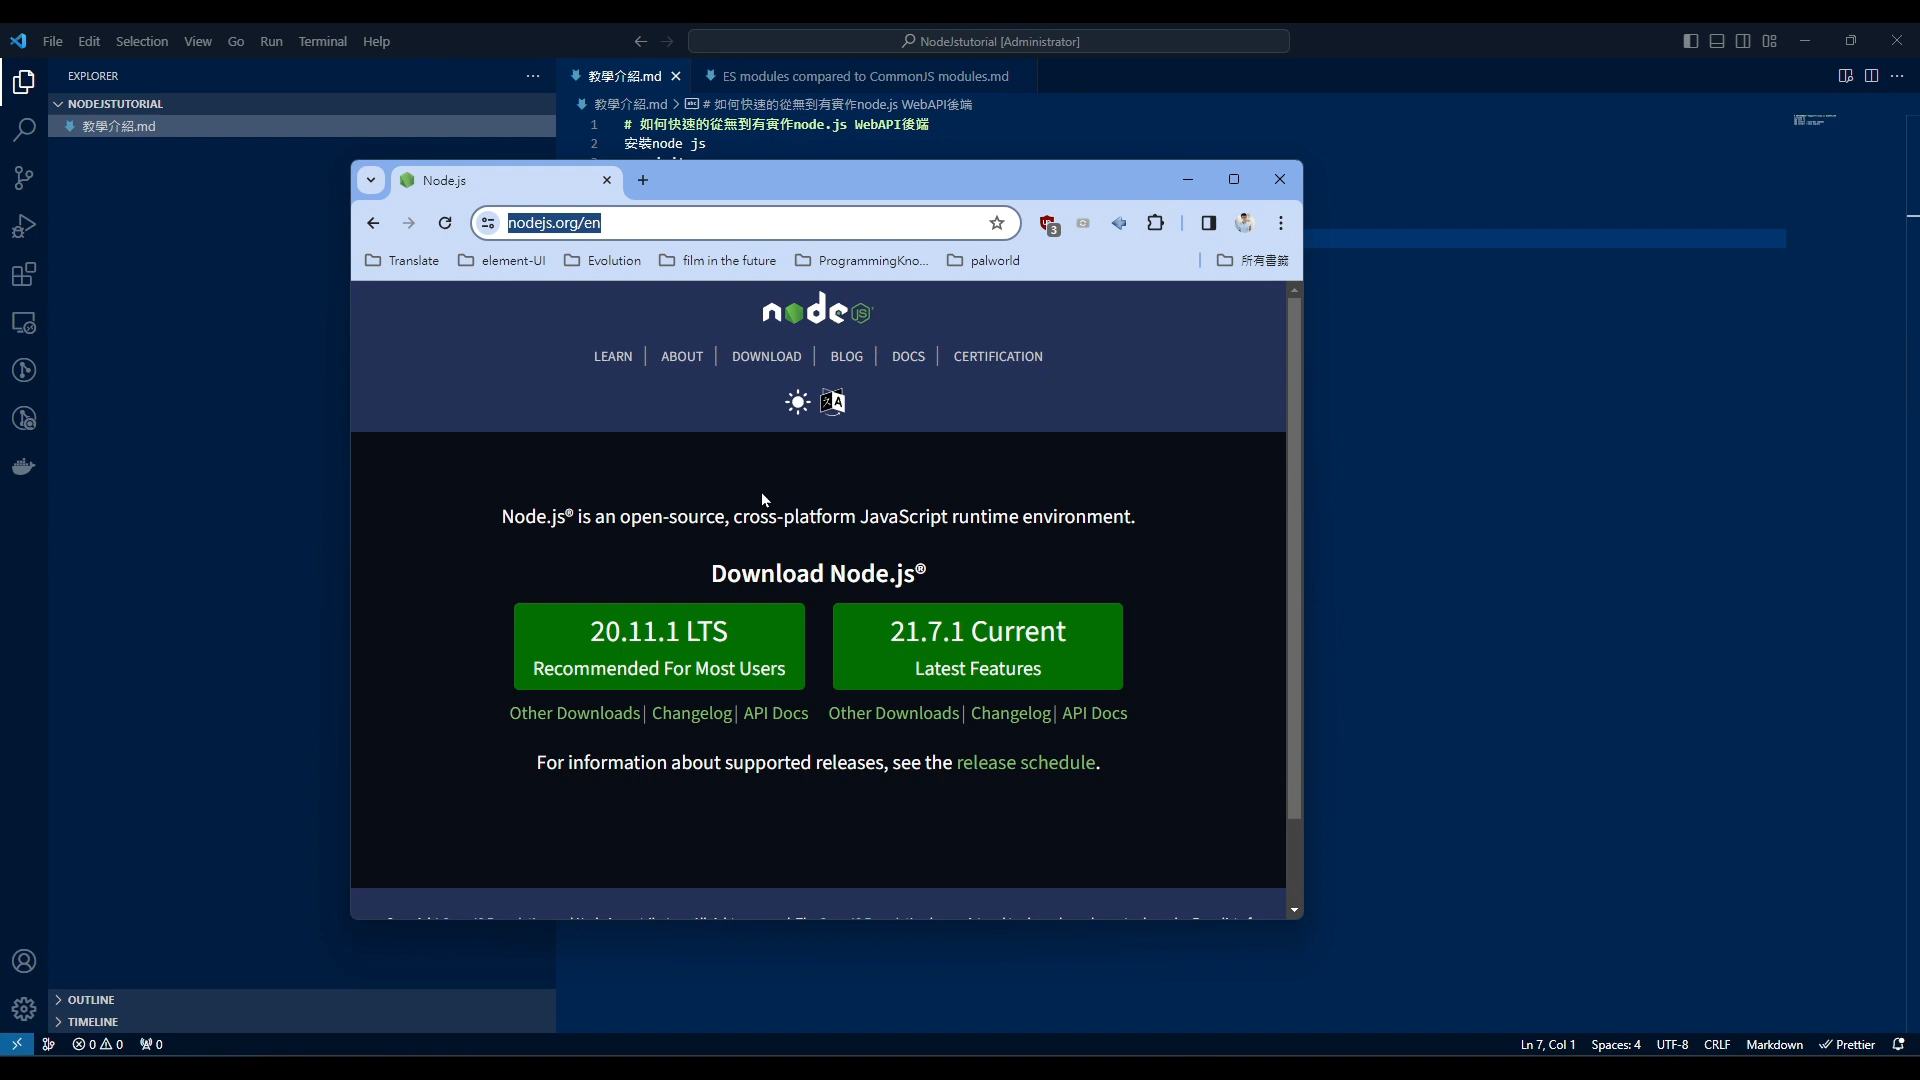 File Edit Selection View Go Run Terminal Help
NodeJstutorial [Administrator]
EXPLORER
教學介紹.md
ES modules compared to CommonJS modules.md
NODEJSTUTORIAL
教學介紹.md > # 如何快速的從無到有實作node.js WebAPI後端
教學介紹.md
1 # 如何快速的從無到有實作node.js WebAPI後端
2 安裝node js
Node.js
nodejs.org/en
3
Translate element-UI Evolution film in the future ProgrammingKno... palworld 所有書籤
node JS
LEARN ABOUT DOWNLOAD BLOG DOCS CERTIFICATION
Node.js® is an open-source, cross-platform JavaScript runtime environment.
Download Node.js®
20.11.1 LTS
Recommended For Most Users
21.7.1 Current
Latest Features
Other Downloads | Changelog | API Docs
Other Downloads | Changelog | API Docs
For information about supported releases, see the release schedule.
OUTLINE
TIMELINE
0 0 0
Ln 7, Col 1 Spaces: 4 UTF-8 CRLF Markdown Prettier